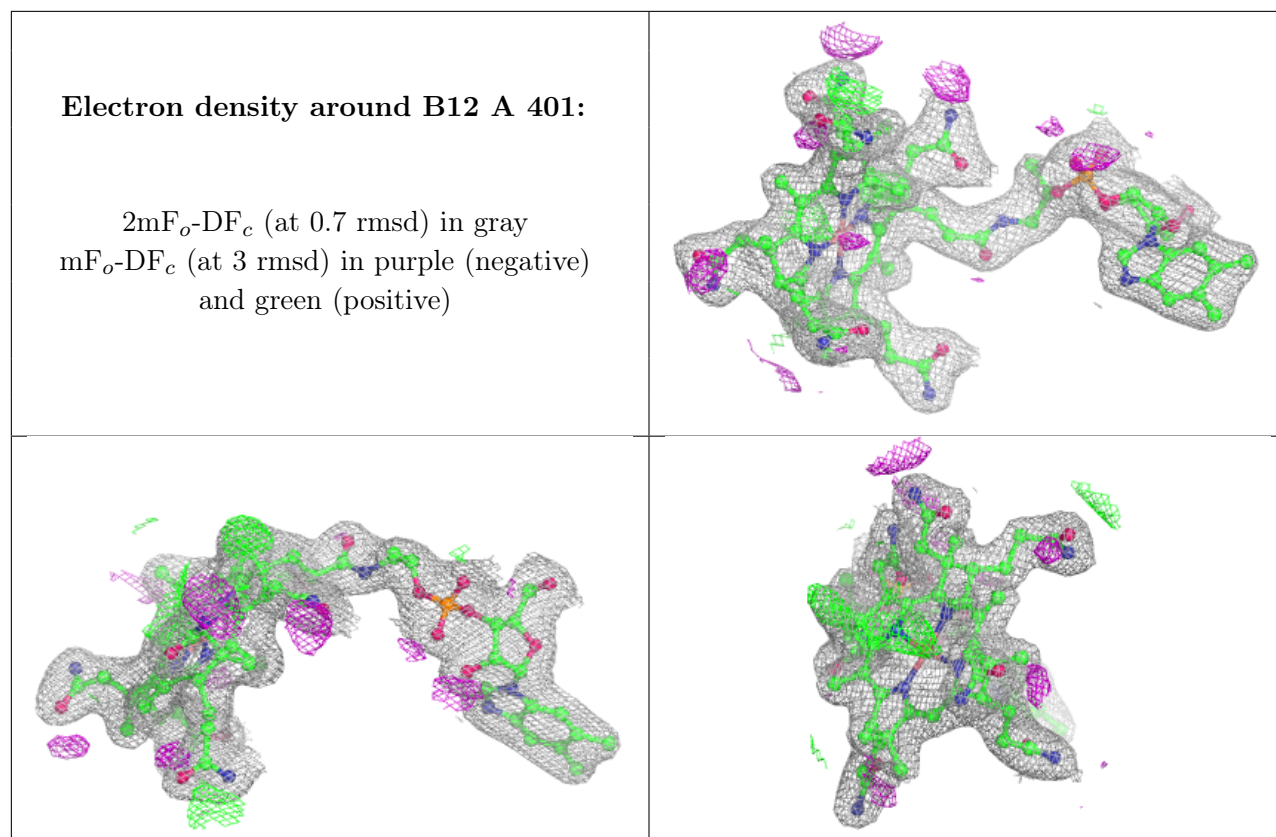 Electron density around B12 A 401:
2mFₒ-DF𝒸 (at 0.7 rmsd) in gray
mFₒ-DF𝒸 (at 3 rmsd) in purple (negative)
and green (positive)